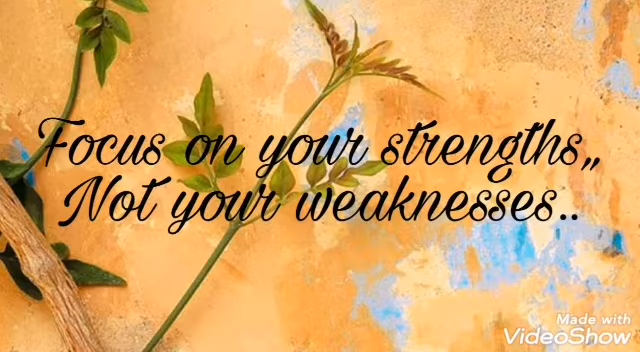 Focus on your strengths,,
Not your weaknesses..
Made with
VideoShow